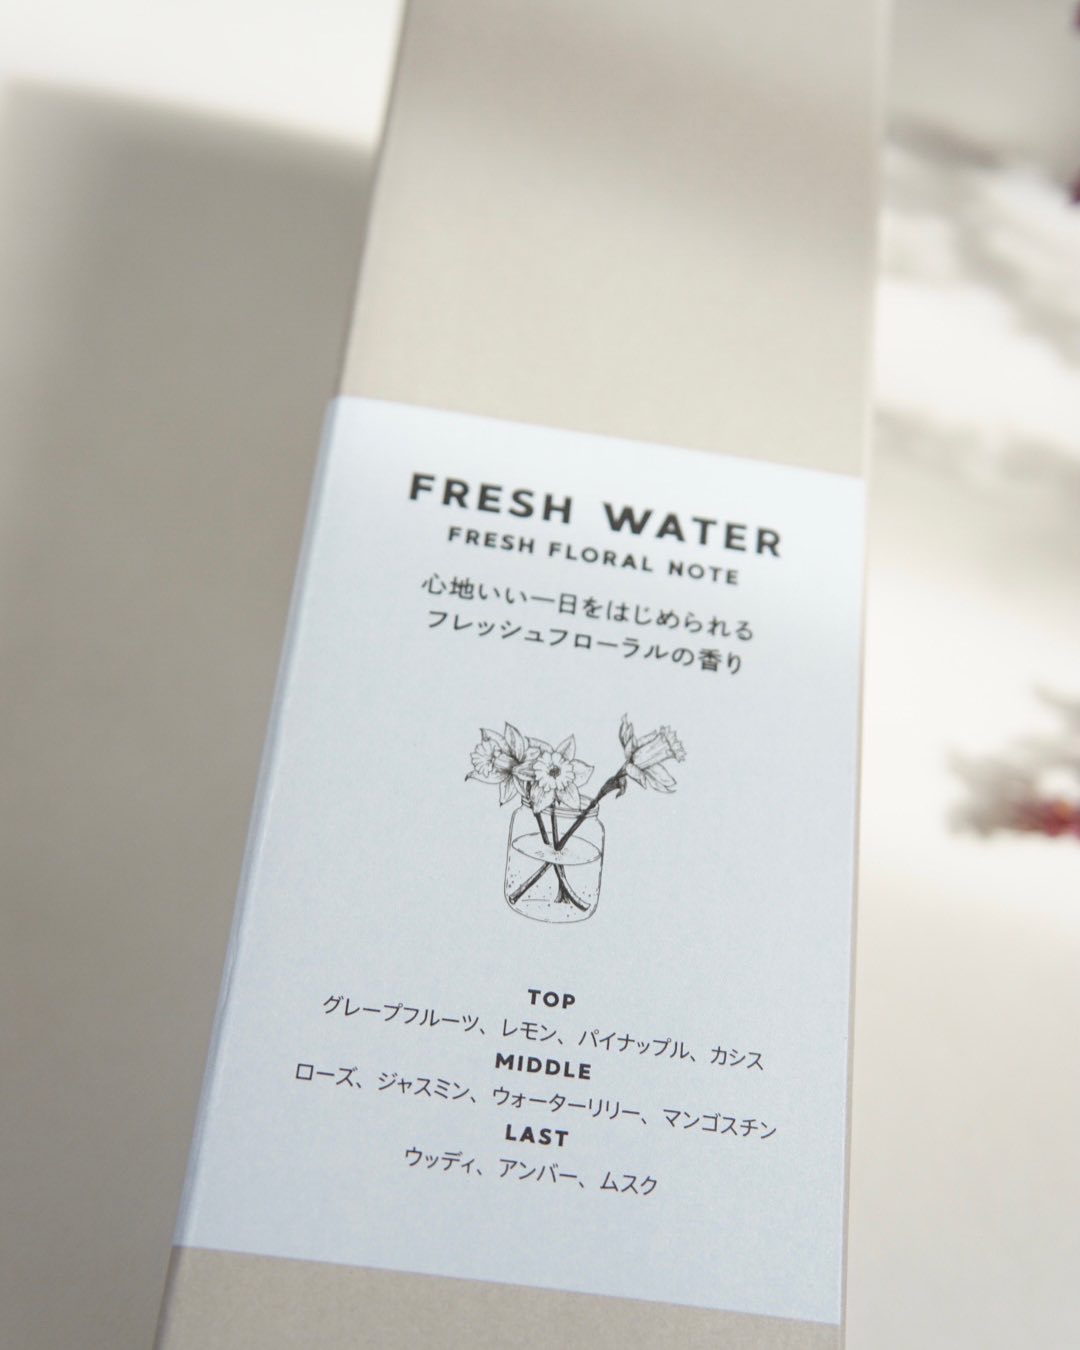 FRESH WATER
FRESH FLORAL NOTE
心地いい一日をはじめられる
フレッシュフローラルの香り
TOP
グレープフルーツ、レモン、パイナップル、カシス
MIDDLE
ローズ、ジャスミン、ウォーターリリー、マンゴスチン
LAST
ウッディ、アンバー、ムスク